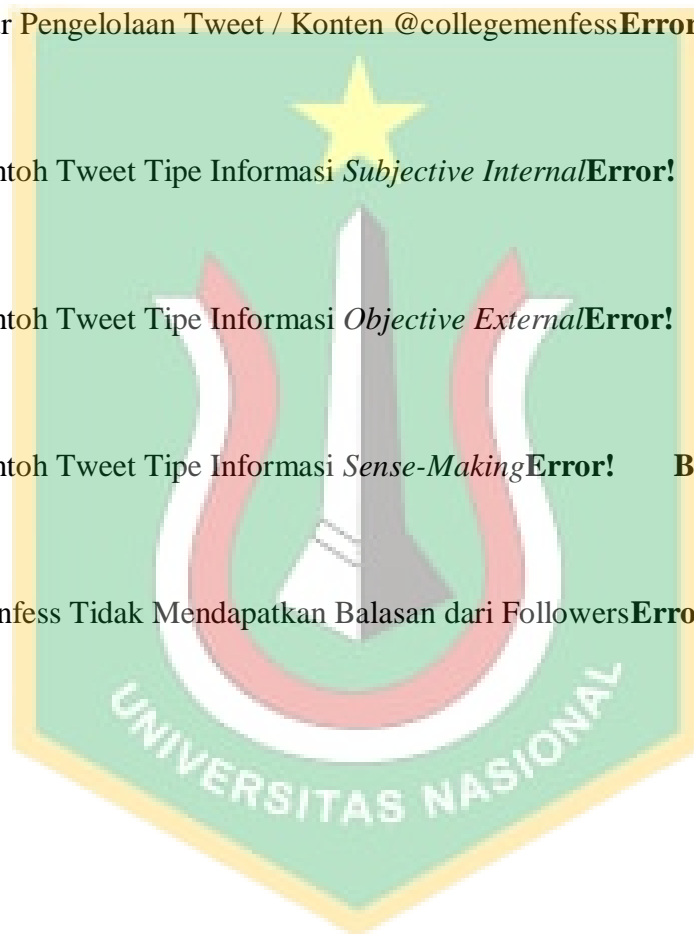 r Pengelolaan Tweet / Konten @collegemenfessError
ntoh Tweet Tipe Informasi Subjective InternalError!
ntoh Tweet Tipe Informasi Objective ExternalError!
ntoh Tweet Tipe Informasi Sense-MakingError! B
nfess Tidak Mendapatkan Balasan dari FollowersErro
UNIVERSITAS NASIONAL